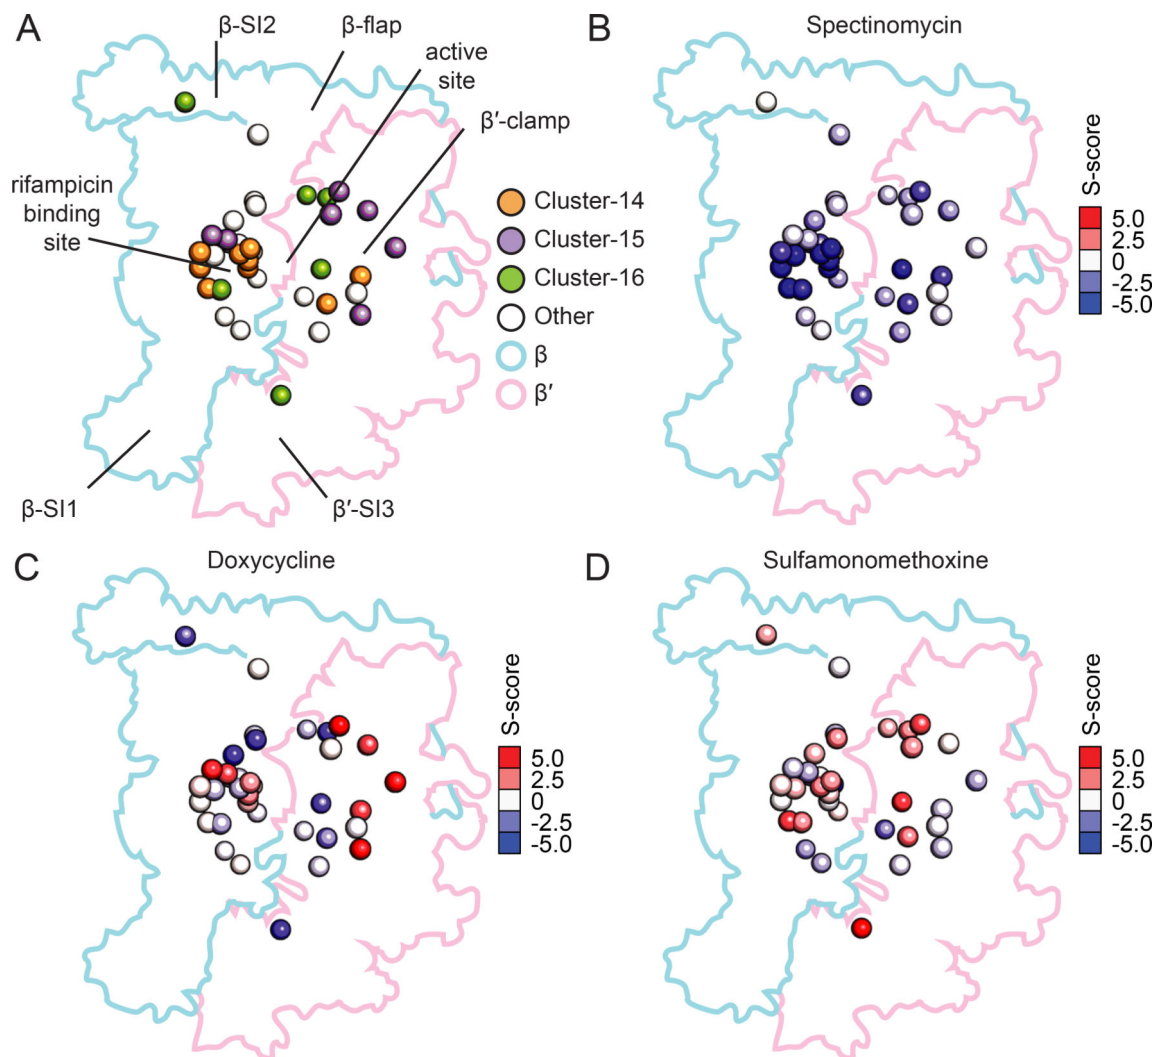 A
β-SI2
β-flap
active
site
β′-clamp
rifampicin
binding
site
Cluster-14
Cluster-15
Cluster-16
Other
β
β′
β-SI1
β′-SI3
B
Spectinomycin
S-score
5.0
2.5
0
-2.5
-5.0
C
Doxycycline
S-score
5.0
2.5
0
-2.5
-5.0
D
Sulfamonomethoxine
S-score
5.0
2.5
0
-2.5
-5.0